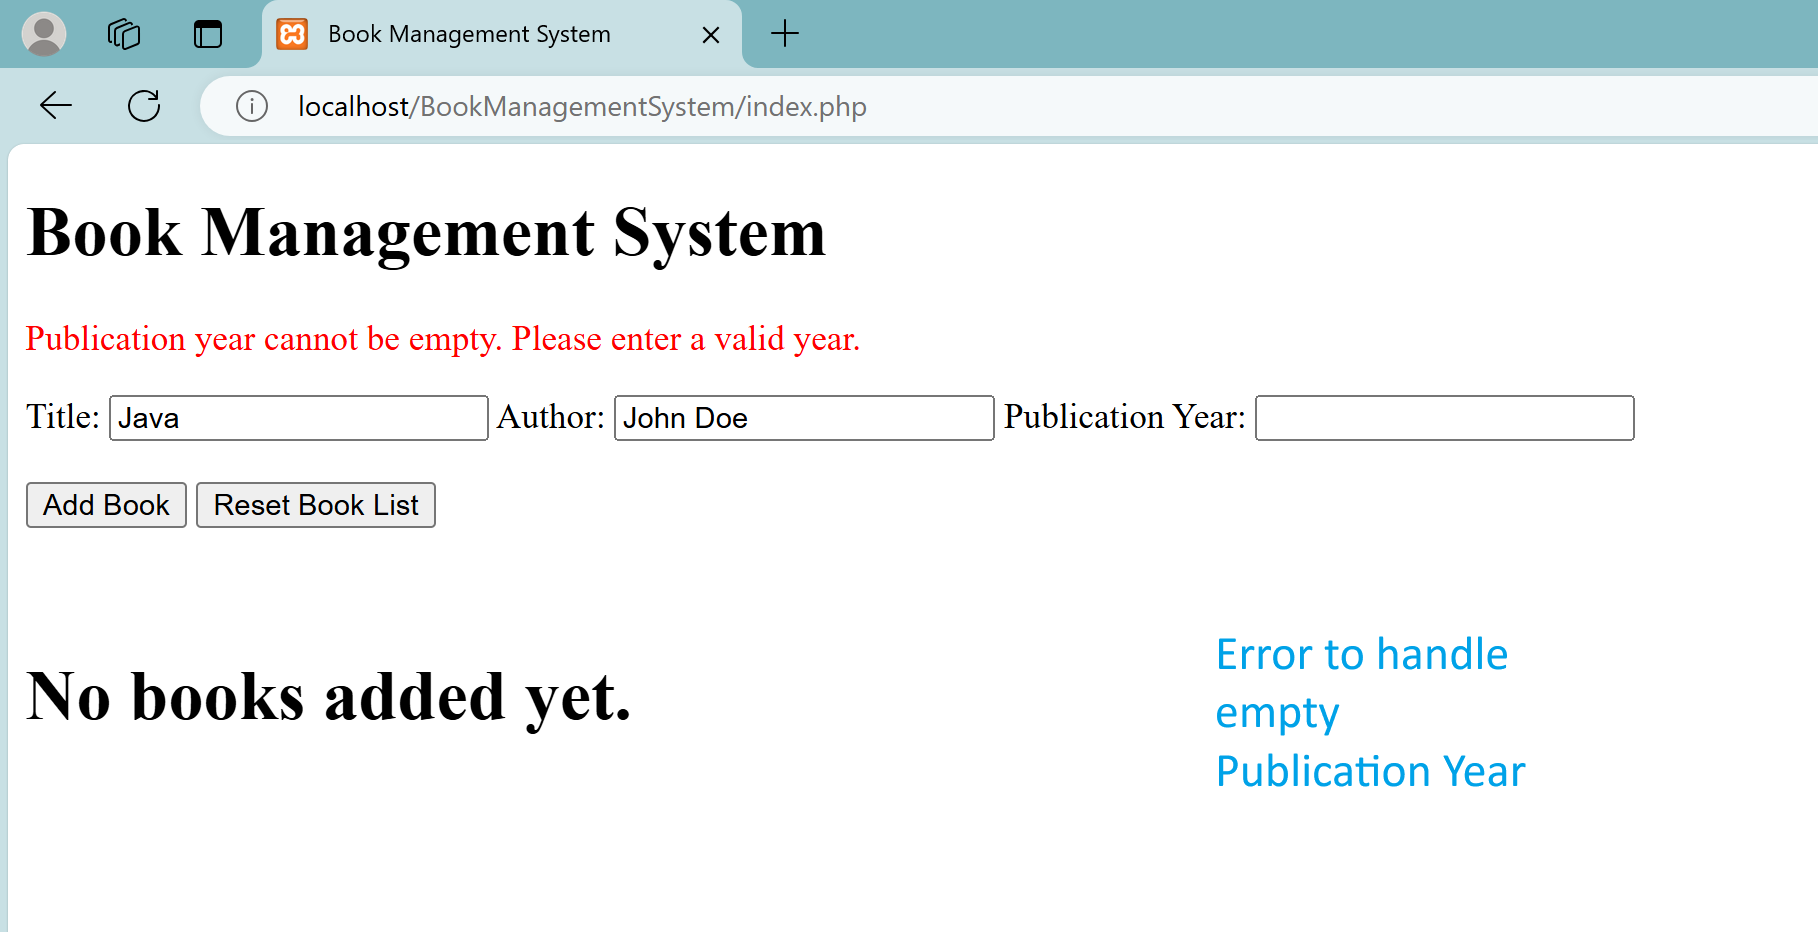 Book Management System
localhost/BookManagementSystem/index.php
Book Management System
Publication year cannot be empty. Please enter a valid year.
Title: Java Author: John Doe Publication Year:
Add Book Reset Book List
No books added yet.
Error to handle
empty
Publication Year